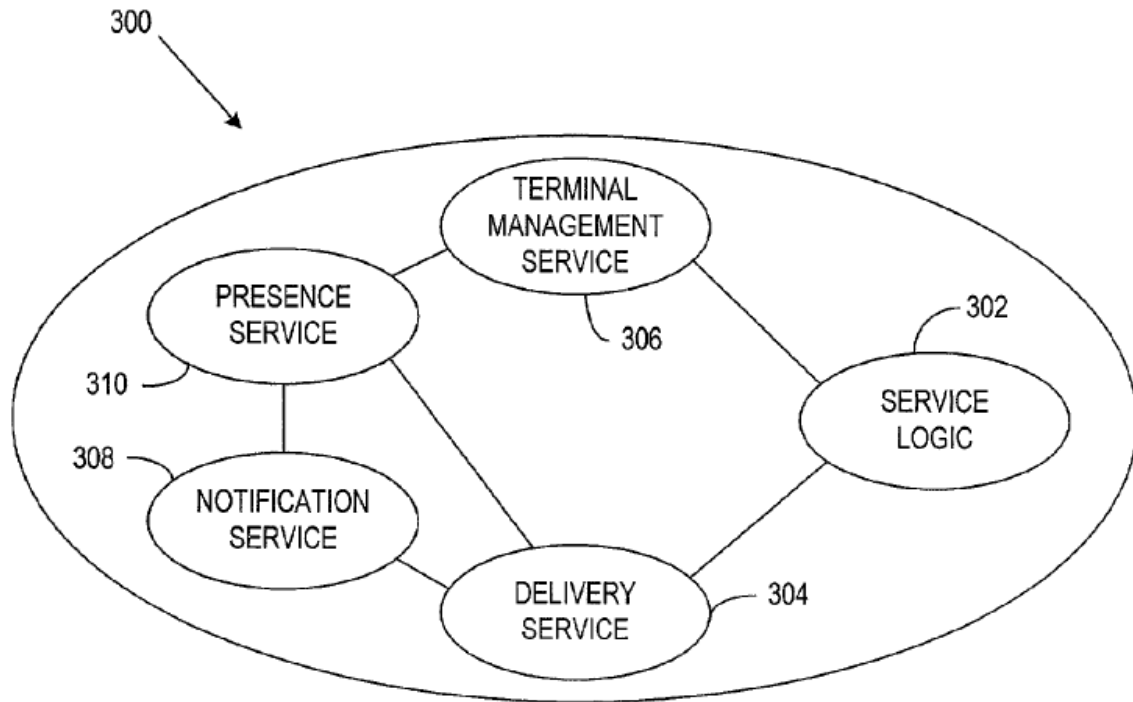 300
TERMINAL
MANAGEMENT
SERVICE
306
PRESENCE
SERVICE
310
302
SERVICE
LOGIC
308
NOTIFICATION
SERVICE
DELIVERY
SERVICE
304